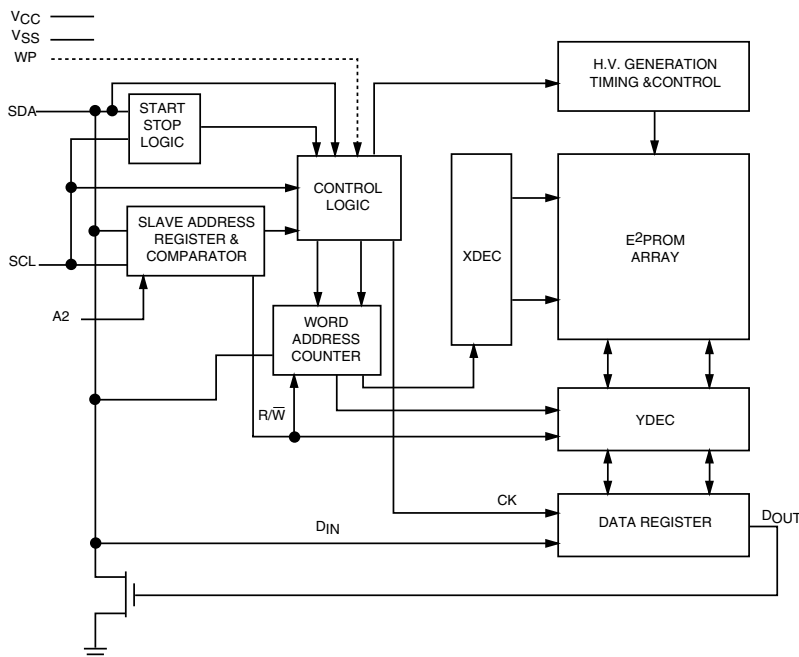 VCC
VSS
WP
SDA
START
STOP
LOGIC
H.V. GENERATION
TIMING &CONTROL
CONTROL
LOGIC
SLAVE ADDRESS
REGISTER &
COMPARATOR
SCL
A2
XDEC
E²PROM
ARRAY
WORD
ADDRESS
COUNTER
R/W̅
YDEC
CK
DIN
DATA REGISTER
DOUT